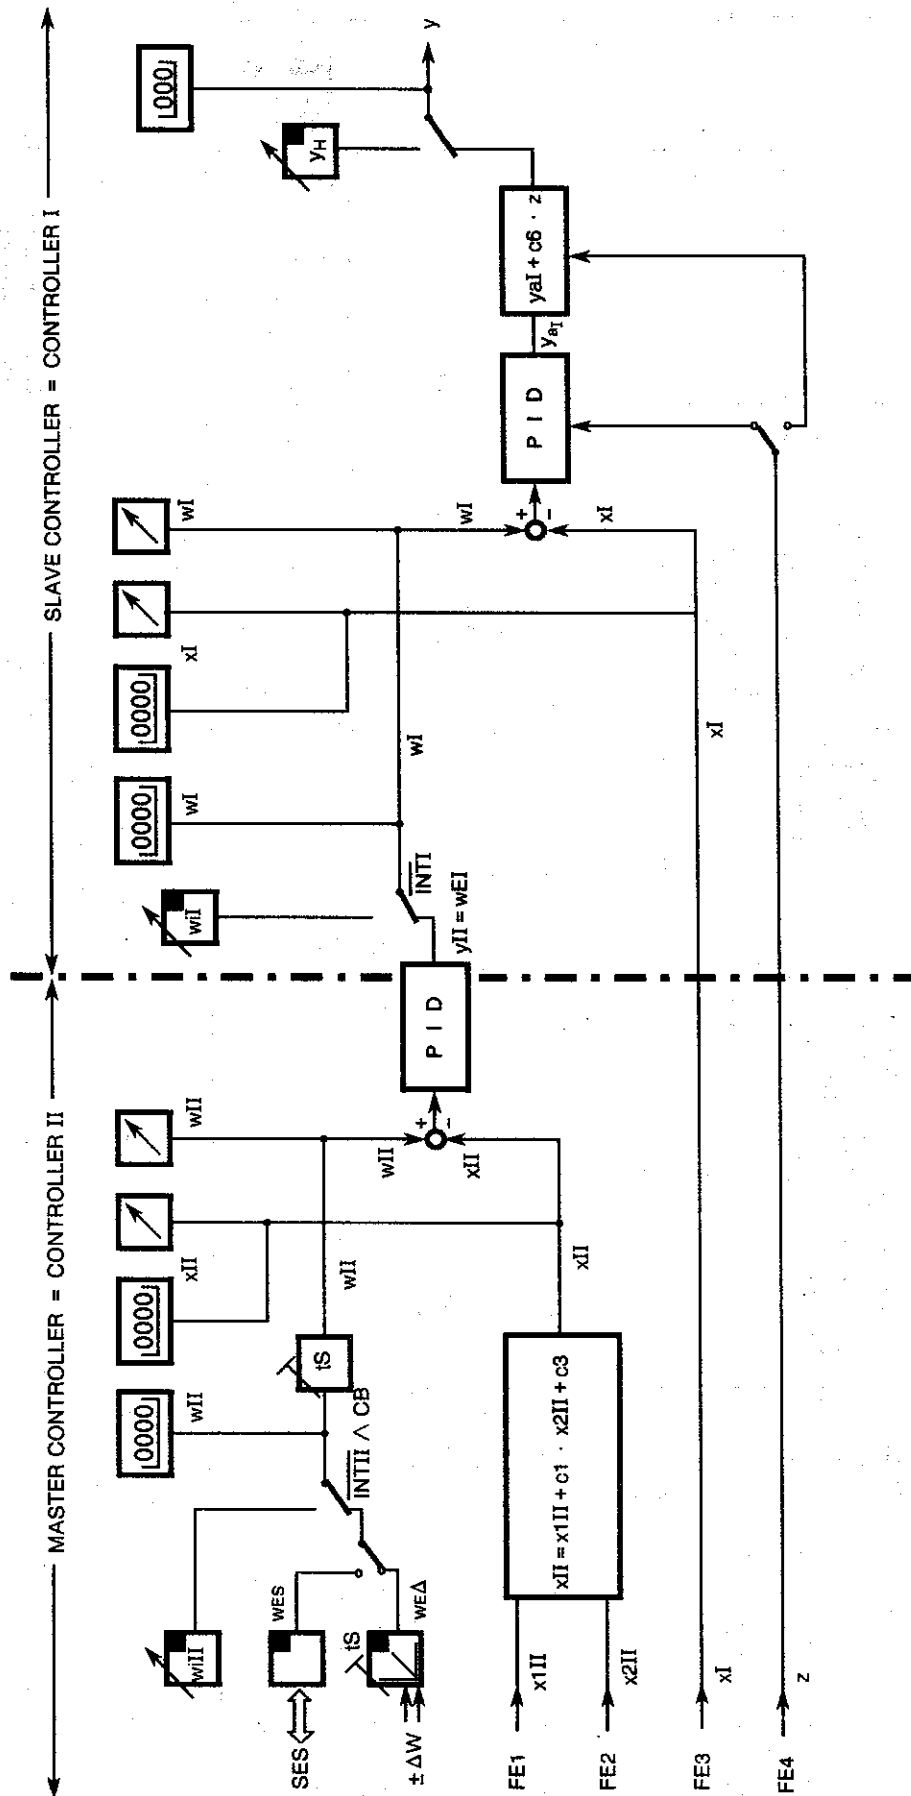 MASTER CONTROLLER = CONTROLLER II
SLAVE CONTROLLER = CONTROLLER I
0000
wII
0000
xII
wII
0000
wI
0000
xI
wI
000
wiII
wiI
yH
y
SES
wES
± ΔW
tS
wEΔ
INTII ∧ CB
tS
wII
wII
xII
+
−
P I D
yII = wEI
INTI
wI
wI
xI
+
−
P I D
yaI
yaI + c6 · z
FE1
x1II
FE2
x2II
xII = x1II + c1 · x2II + c3
xII
FE3
xI
xI
FE4
z